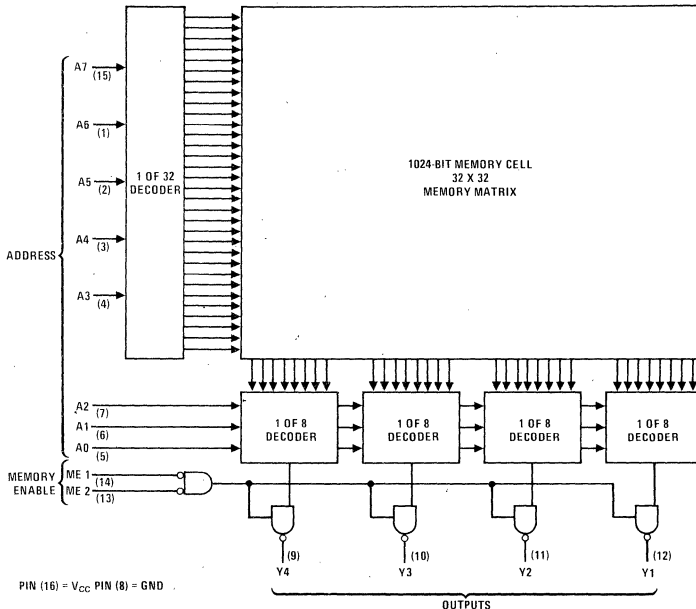 A7
(15)
A6
(1)
1 OF 32
DECODER
A5
(2)
ADDRESS
A4
(3)
A3
(4)
1024-BIT MEMORY CELL
32 X 32
MEMORY MATRIX
A2
(7)
A1
(6)
A0
(5)
1 OF 8
DECODER
1 OF 8
DECODER
1 OF 8
DECODER
1 OF 8
DECODER
MEMORY
ENABLE
ME 1
(14)
ME 2
(13)
(9)
(10)
(11)
(12)
Y4
Y3
Y2
Y1
PIN (16) = VCC PIN (8) = GND
OUTPUTS